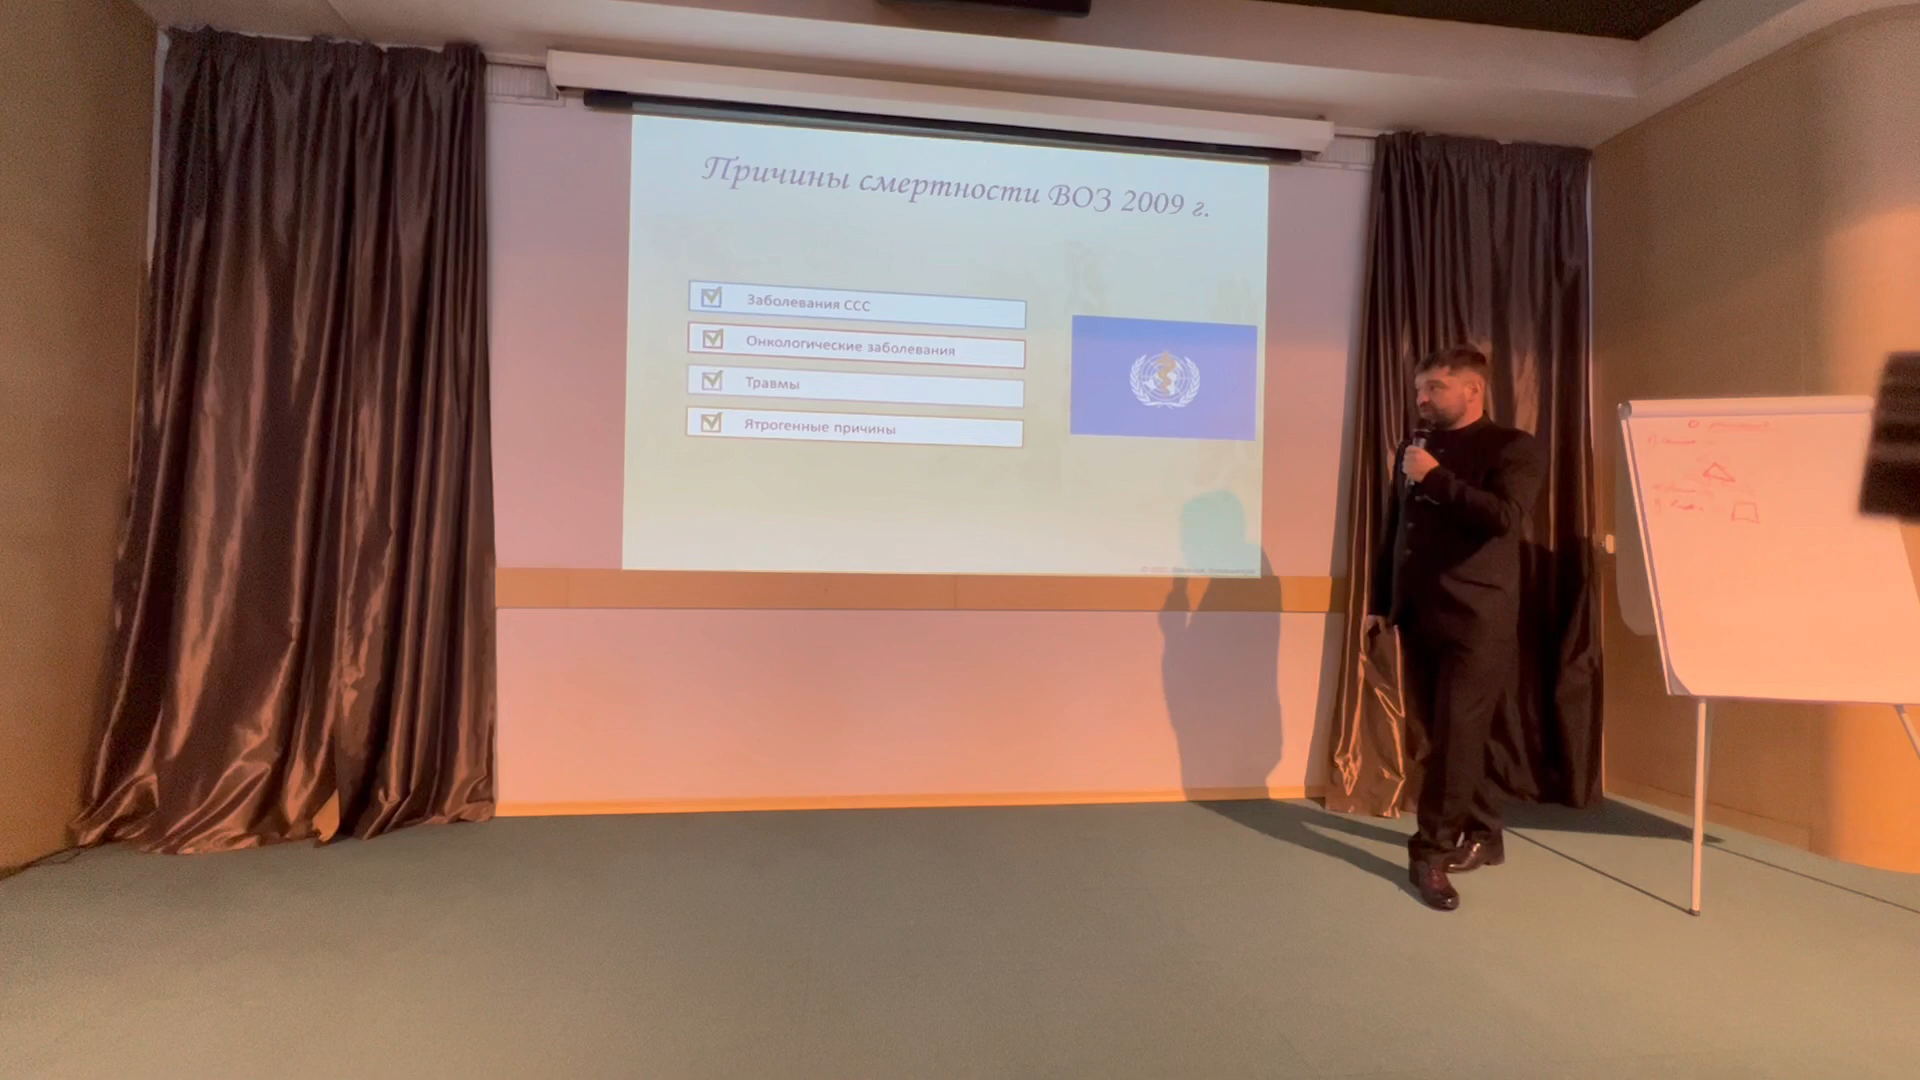 Причины смертности ВОЗ 2009 г.
Заболевания ССС
Онкологические заболевания
Травмы
Ятрогенные причины